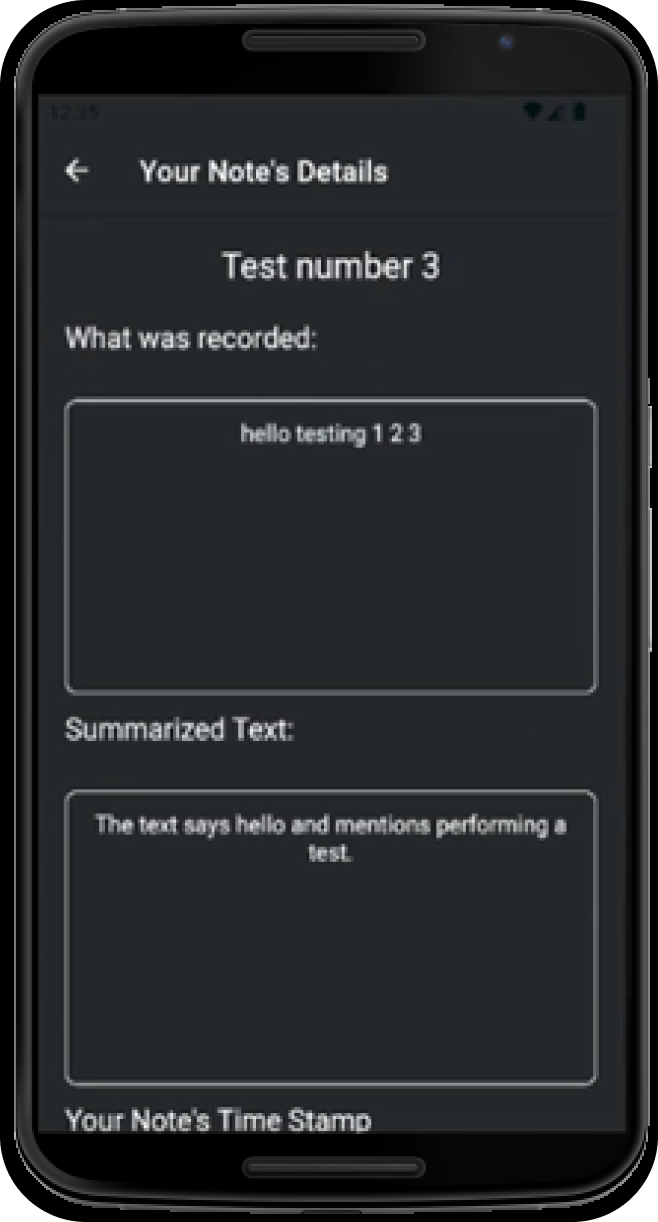 12:35
Your Note's Details
Test number 3
What was recorded:
hello testing 1 2 3
Summarized Text:
The text says hello and mentions performing a
test.
Your Note's Time Stamp